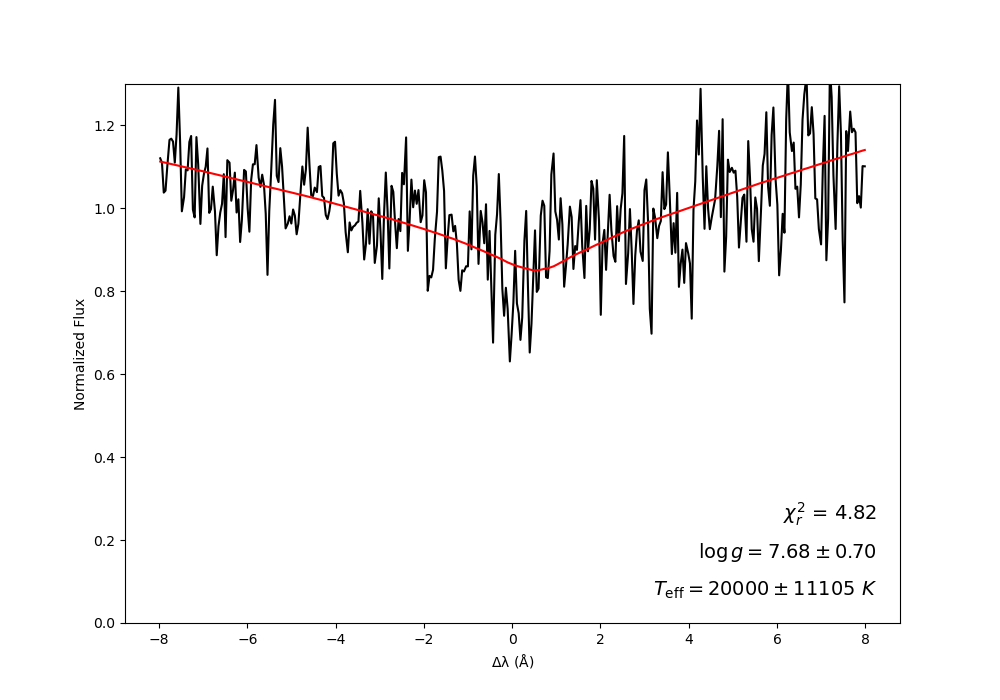 Normalized Flux
1.2
1.0
0.8
0.6
0.4
0.2
0.0
χ²ᵣ = 4.82
log g = 7.68 ± 0.70
T_eff = 20000 ± 11105 K
−8 −6 −4 −2 0 2 4 6 8
Δλ (Å)